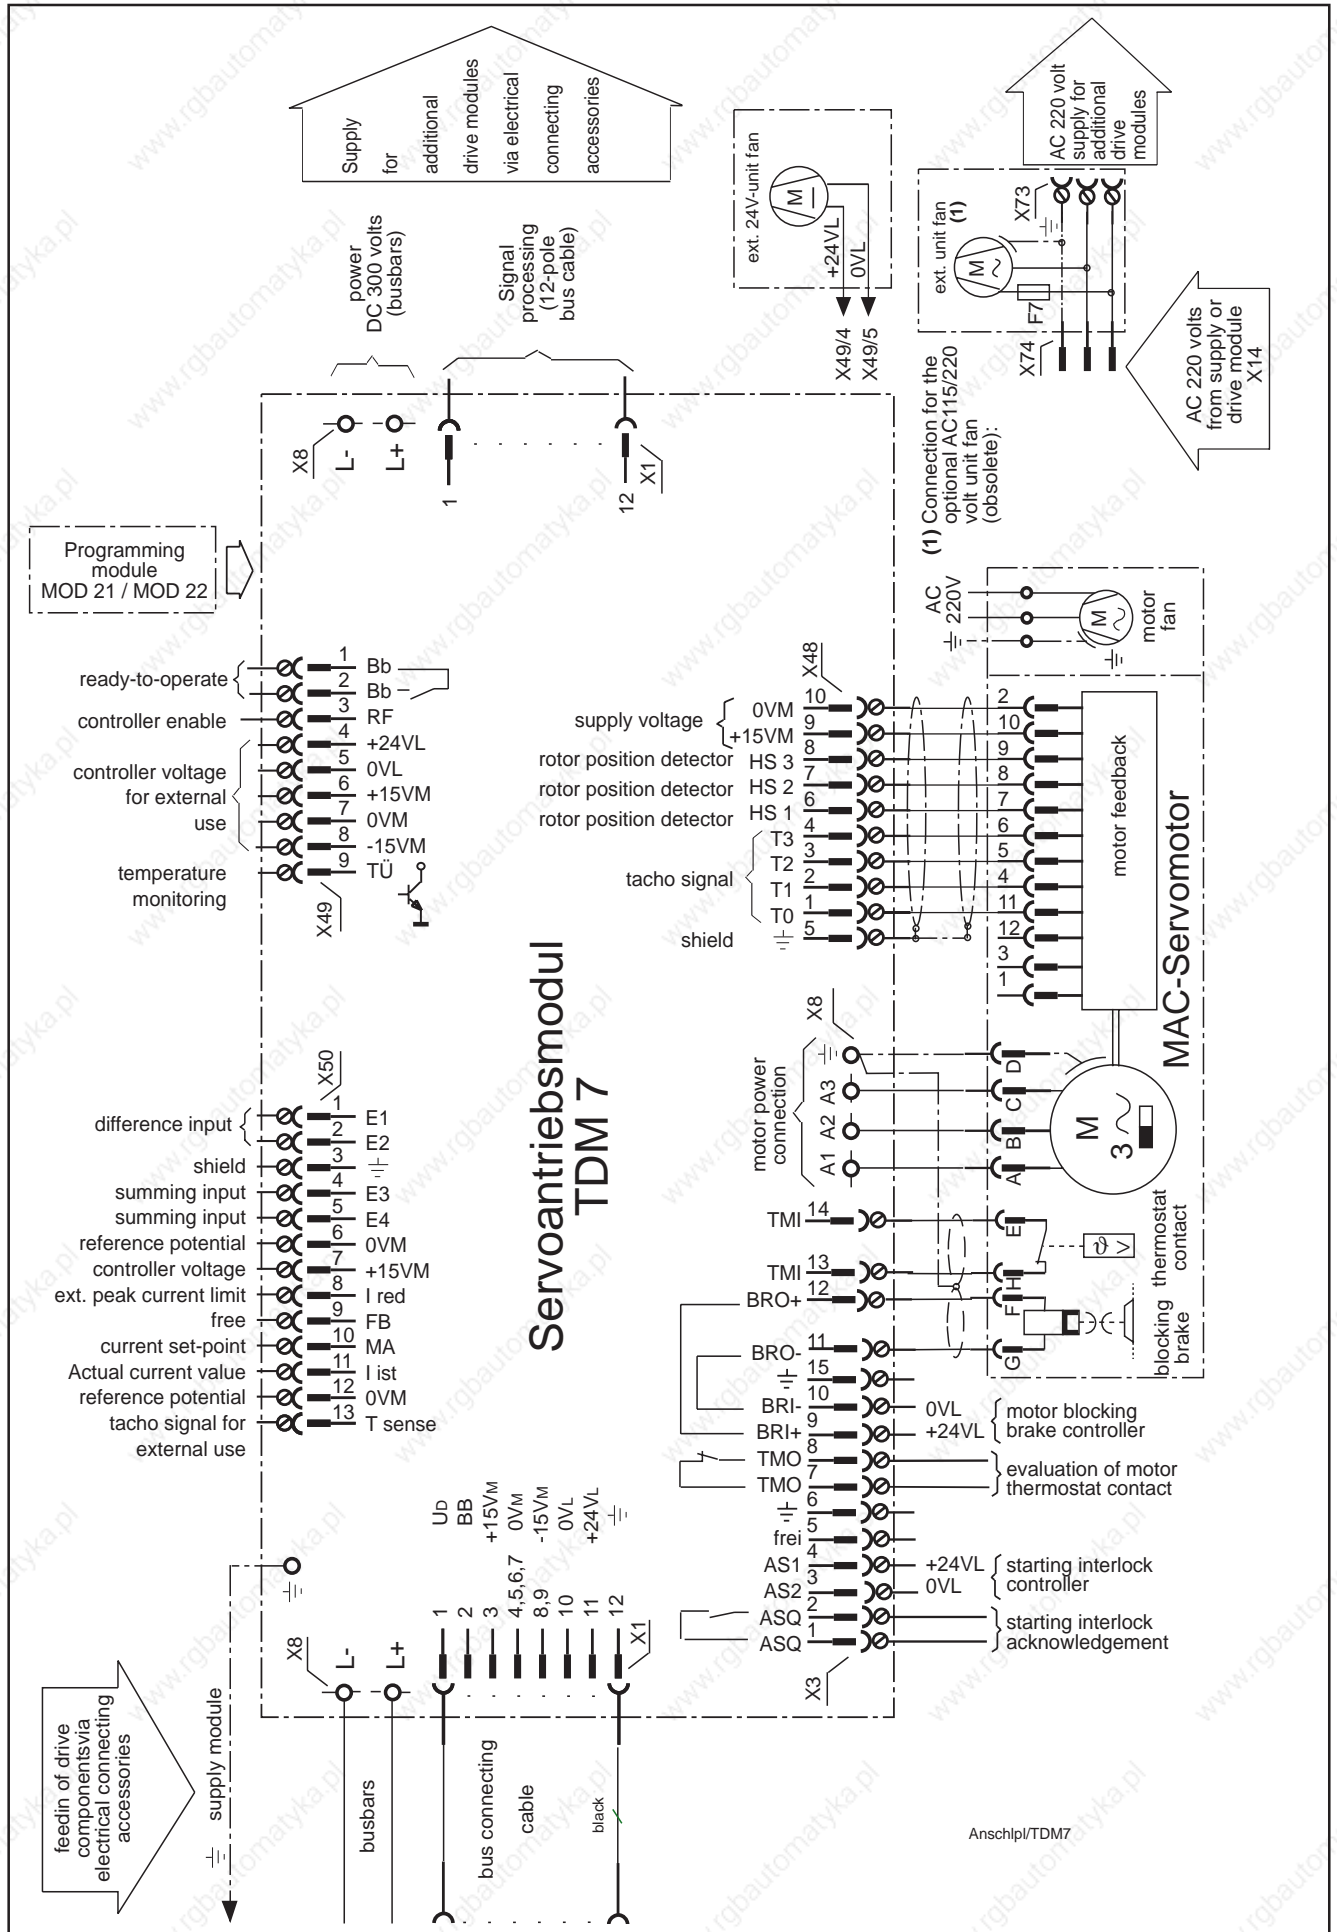 Supply
for
additional
drive modules
via electrical
connecting
accessories
AC 220 volt
supply for
additional
drive
modules
power
DC 300 volts
(busbars)
Signal
processing
(12-pole
bus cable)
ext. 24V-unit fan
M
+24VL
0VL
X49/4
X49/5
ext. unit fan
(1)
M
F7
X73
X74
AC 220 volts
from supply or
drive module
X14
(1) Connection for the
optional AC115/220
volt unit fan
(obsolete):
X8
L-
L+
1
12
X1
Programming
module
MOD 21 / MOD 22
ready-to-operate
1 Bb
2 Bb
controller enable 3 RF
controller voltage
for external
use
4 +24VL
5 0VL
6 +15VM
7 0VM
8 -15VM
temperature
monitoring
9 TÜ
X49
X50
difference input
1 E1
2 E2
shield 3
summing input 4 E3
summing input 5 E4
reference potential 6 0VM
controller voltage 7 +15VM
ext. peak current limit 8 I red
free 9 FB
current set-point 10 MA
Actual current value 11 I ist
reference potential 12 0VM
tacho signal for
external use
13 T sense
Servoantriebsmodul
TDM 7
X48
supply voltage
0VM 10
+15VM 9
rotor position detector HS 3 8
rotor position detector HS 2 7
rotor position detector HS 1 6
tacho signal
T3 4
T2 3
T1 2
T0 1
shield 5
AC
220V
M
motor
fan
2
10
9
8
7
6
5
4
11
12
3
1
motor feedback
MAC-Servomotor
X8
motor power
connection
A3
A2
A1
D
C
B
A
M
3
TMI 14
TMI 13
BRO+ 12
BRO- 11
15
BRI- 10
BRI+ 9
TMO 8
TMO 7
6
frei 5
AS1 4
AS2 3
ASQ 2
ASQ 1
X3
E
H
F
G
ϑ >
thermostat
contact
blocking
brake
0VL
+24VL
motor blocking
brake controller
evaluation of motor
thermostat contact
+24VL
0VL
starting interlock
controller
starting interlock
acknowledgement
UD
BB
+15VM
0VM
-15VM
0VL
+24VL
1
2
3
4,5,6,7
8,9
10
11
12
X1
X8
L-
L+
feedin of drive
componentsvia
electrical connecting
accessories
supply module
busbars
bus connecting
cable
black
Anschlpl/TDM7
www.rgbautomatyka.pl